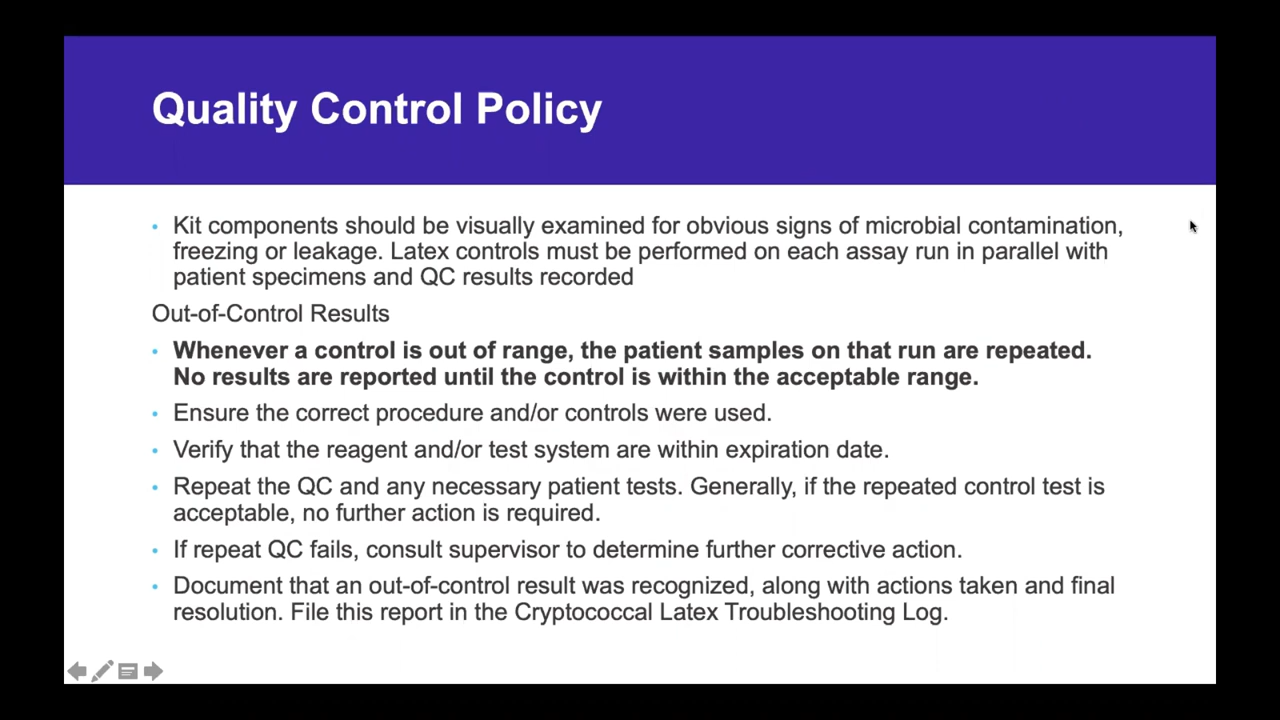 Quality Control Policy
• Kit components should be visually examined for obvious signs of microbial contamination,
freezing or leakage. Latex controls must be performed on each assay run in parallel with
patient specimens and QC results recorded
Out-of-Control Results
• Whenever a control is out of range, the patient samples on that run are repeated.
No results are reported until the control is within the acceptable range.
• Ensure the correct procedure and/or controls were used.
• Verify that the reagent and/or test system are within expiration date.
• Repeat the QC and any necessary patient tests. Generally, if the repeated control test is
acceptable, no further action is required.
• If repeat QC fails, consult supervisor to determine further corrective action.
• Document that an out-of-control result was recognized, along with actions taken and final
resolution. File this report in the Cryptococcal Latex Troubleshooting Log.